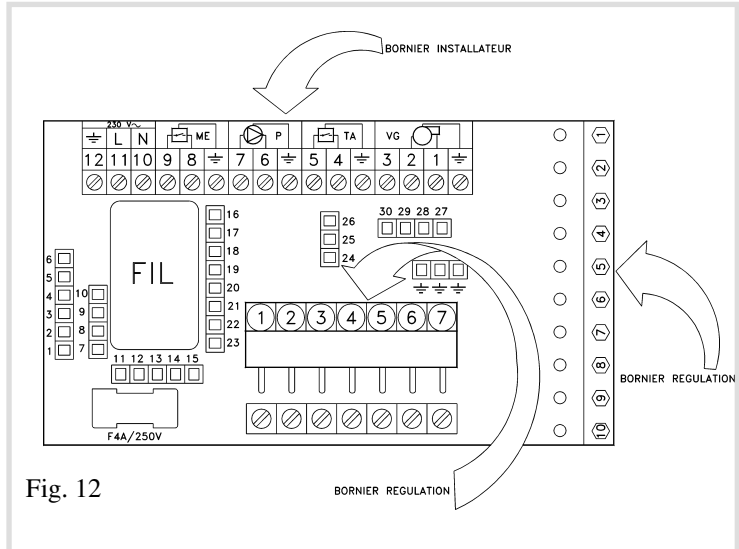 BORNIER INSTALLATEUR
230 V~
L N ME P TA VG
12 11 10 9 8 7 6 5 4 3 2 1
1
2
3
4
5
6
7
8
9
10
16
17
18
19
20
21
22
23
26
25
24
30 29 28 27
6
5
4
3
2
1
10
9
8
7
FIL
1 2 3 4 5 6 7
11 12 13 14 15
F4A/250V
BORNIER REGULATION
BORNIER REGULATION
Fig. 12